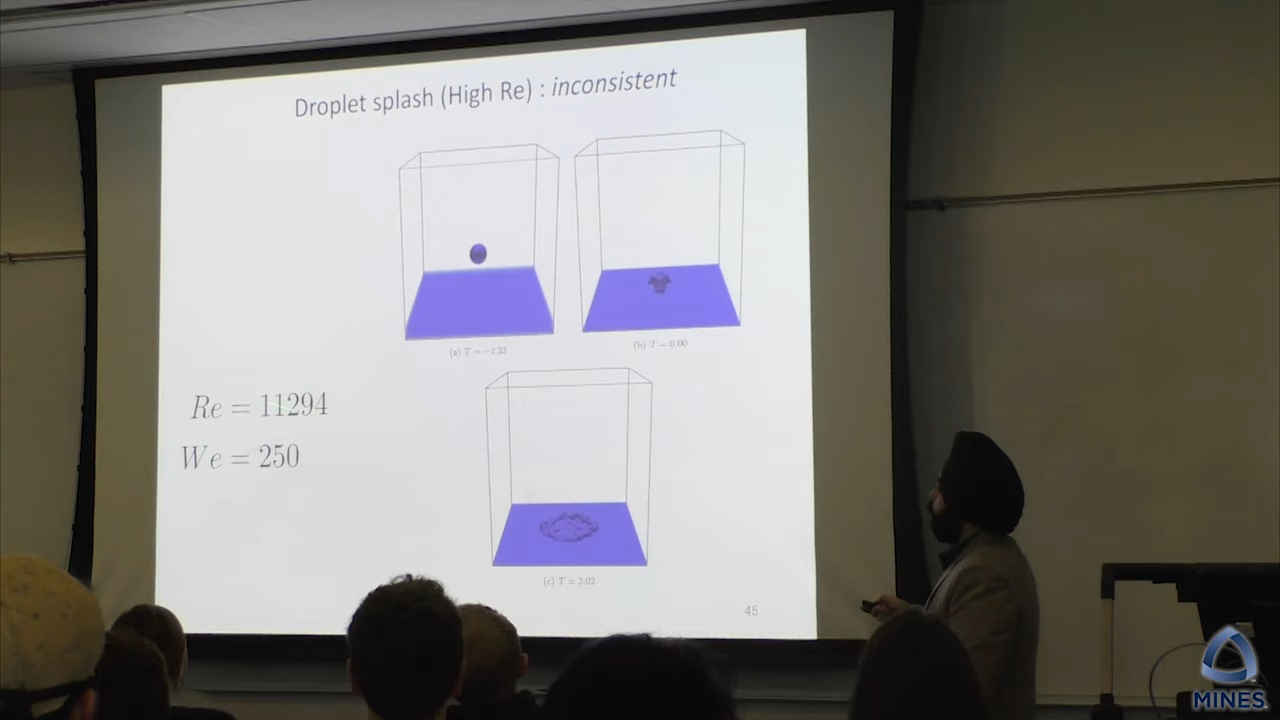 Droplet splash (High Re) : inconsistent
(a) T = −2.33
(b) T = 0.00
Re = 11294
We = 250
(c) T = 2.02
45
MINES